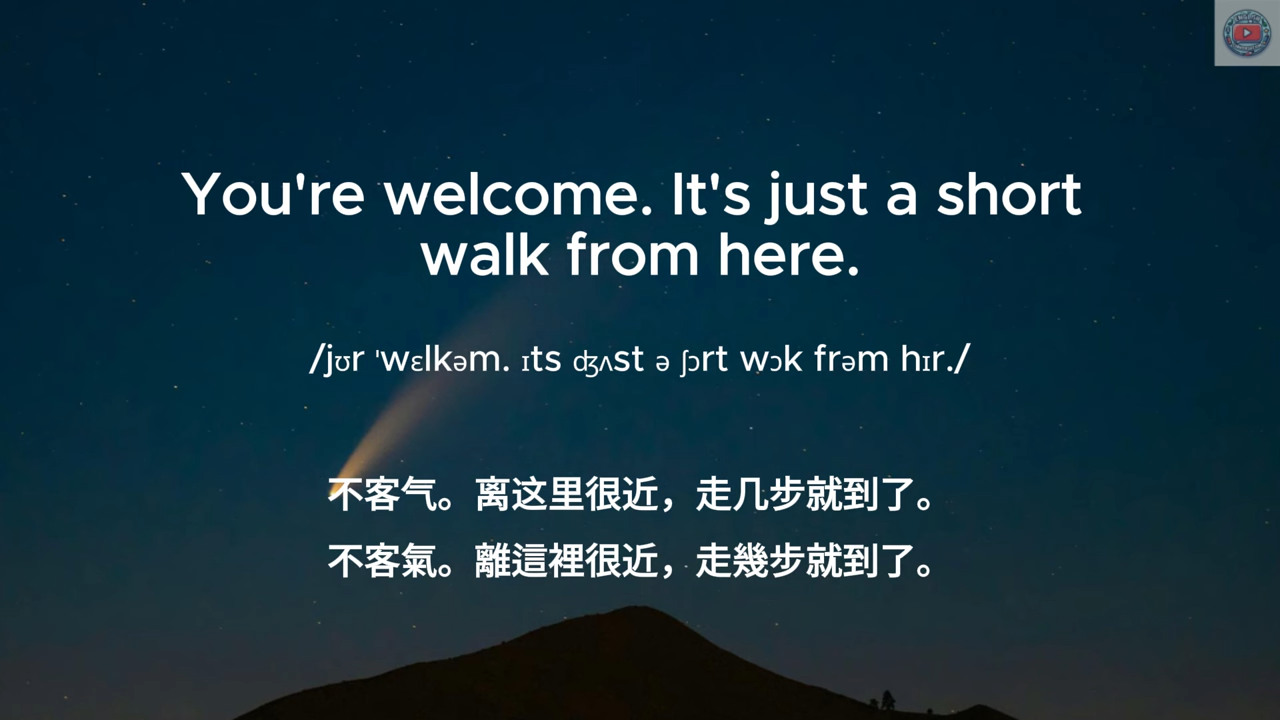 You're welcome. It's just a short
walk from here.
/jʊr ˈwɛlkəm. ɪts ʤʌst ə ʃɔrt wɔk frəm hɪr./
不客气。离这里很近，走几步就到了。
不客氣。離這裡很近，走幾步就到了。